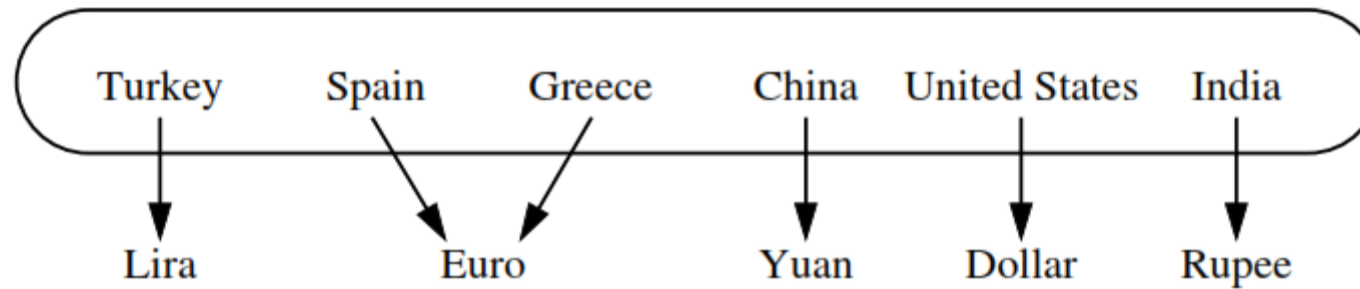 Turkey Spain Greece China United States India
Lira Euro Yuan Dollar Rupee